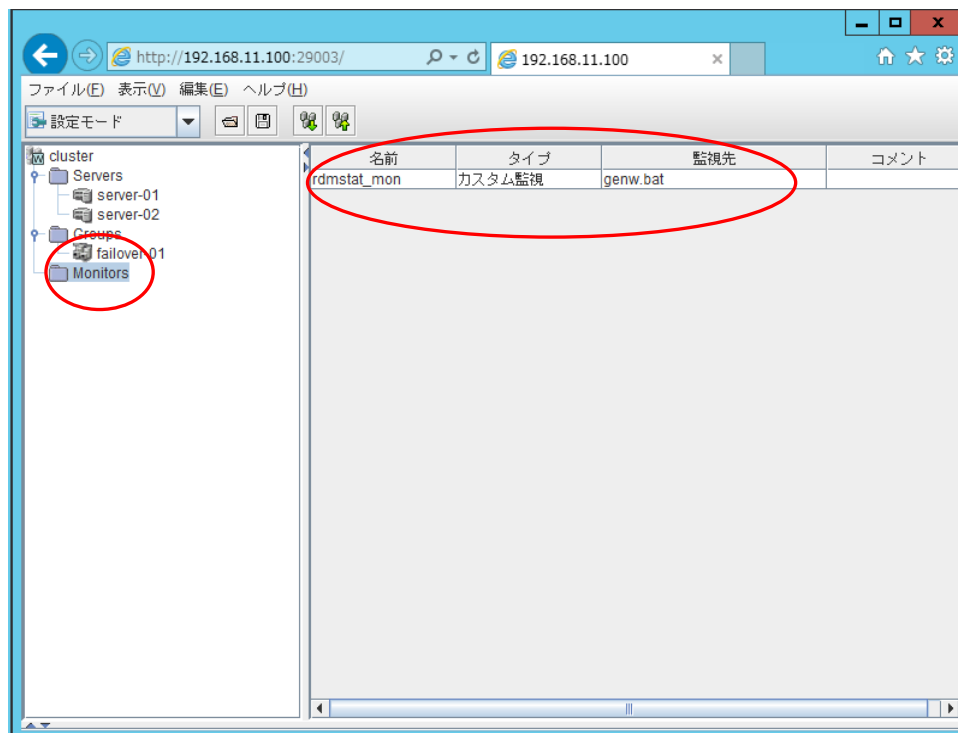 http://192.168.11.100:29003/
192.168.11.100
ファイル(F) 表示(V) 編集(E) ヘルプ(H)
設定モード
cluster
Servers
server-01
server-02
Groups
failover-01
Monitors
名前 タイプ 監視先 コメント
rdmstat_mon カスタム監視 genw.bat